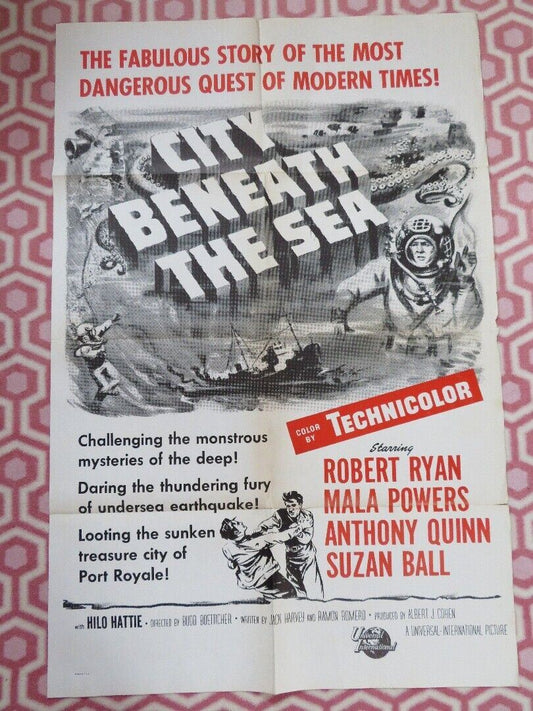 THE FABULOUS STORY OF THE MOST
DANGEROUS QUEST OF MODERN TIMES!
CITY
BENEATH
THE SEA
COLOR BY TECHNICOLOR
Challenging the monstrous
mysteries of the deep!
Daring the thundering fury
of undersea earthquake!
Looting the sunken
treasure city of
Port Royale!
Starring
ROBERT RYAN
MALA POWERS
ANTHONY QUINN
SUZAN BALL
with HILO HATTIE · DIRECTED BY BUDD BOETTICHER · WRITTEN BY JACK HARVEY AND RAMON ROMERO · PRODUCED BY ALBERT J. COHEN
Universal International
A UNIVERSAL-INTERNATIONAL PICTURE